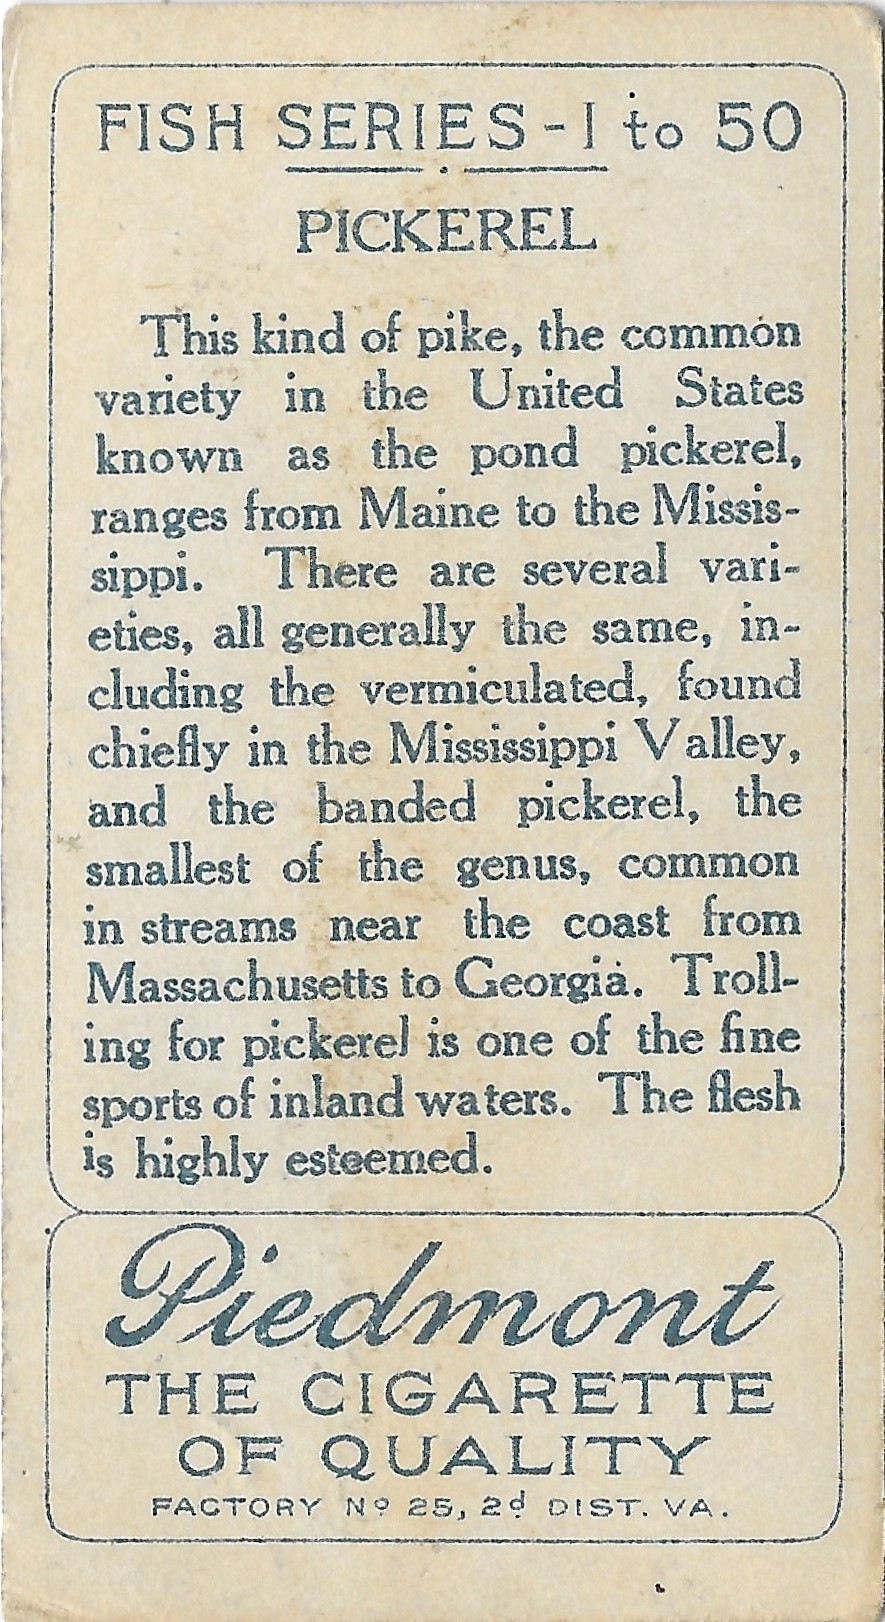 FISH SERIES - 1 to 50
PICKEREL
This kind of pike, the common
variety in the United States
known as the pond pickerel,
ranges from Maine to the Missis-
sippi. There are several vari-
eties, all generally the same, in-
cluding the vermiculated, found
chiefly in the Mississippi Valley,
and the banded pickerel, the
smallest of the genus, common
in streams near the coast from
Massachusetts to Georgia. Troll-
ing for pickerel is one of the fine
sports of inland waters. The flesh
is highly esteemed.
Piedmont
THE CIGARETTE
OF QUALITY
FACTORY Nº 25, 2d DIST. VA.